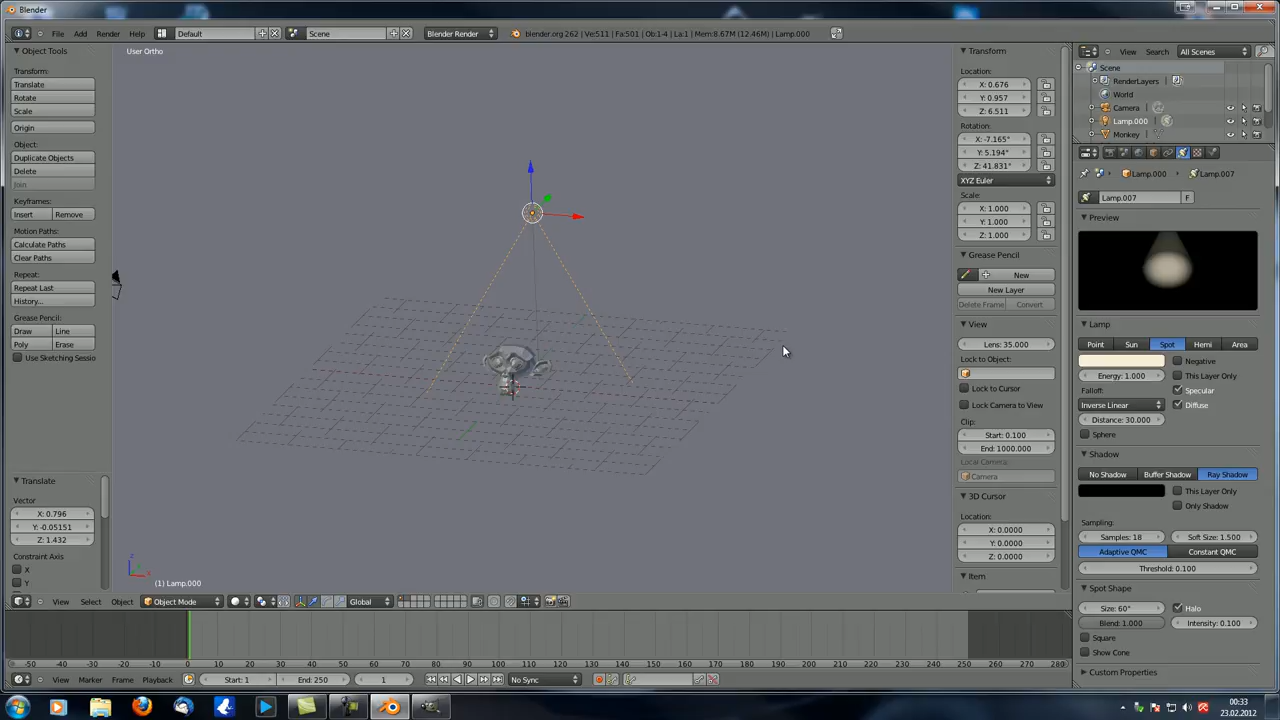 Blender
File Add Render Help Default Scene Blender Render blender.org 262 | Ve:511 | Fa:501 | Ob:1-4 | La:1 | Mem:8.67M (12.46M) | Lamp.000
Object Tools
Transform:
Translate
Rotate
Scale
Origin
Object:
Duplicate Objects
Delete
Join
Keyframes:
Insert Remove
Motion Paths:
Calculate Paths
Clear Paths
Repeat:
Repeat Last
History...
Grease Pencil:
Draw Line
Poly Erase
Use Sketching Sessio
Translate
Vector
X: 0.796
Y: -0.05151
Z: 1.432
Constraint Axis
X
Y
User Ortho
(1) Lamp.000
Transform
Location:
X: 0.676
Y: 0.957
Z: 6.511
Rotation:
X: -7.165°
Y: 5.194°
Z: 41.831°
XYZ Euler
Scale:
X: 1.000
Y: 1.000
Z: 1.000
Grease Pencil
New
New Layer
Delete Frame Convert
View
Lens: 35.000
Lock to Object:
Lock to Cursor
Lock Camera to View
Clip:
Start: 0.100
End: 1000.000
Local Camera:
Camera
3D Cursor
Location:
X: 0.0000
Y: 0.0000
Z: 0.0000
Item
View Search All Scenes
Scene
RenderLayers
World
Camera
Lamp.000
Monkey
Lamp.000 Lamp.007
Lamp.007 F
Preview
Lamp
Point Sun Spot Hemi Area
Negative
Energy: 1.000 This Layer Only
Falloff: Specular
Inverse Linear Diffuse
Distance: 30.000
Sphere
Shadow
No Shadow Buffer Shadow Ray Shadow
This Layer Only
Only Shadow
Sampling:
Samples: 18 Soft Size: 1.500
Adaptive QMC Constant QMC
Threshold: 0.100
Spot Shape
Size: 60° Halo
Blend: 1.000 Intensity: 0.100
Square
Show Cone
Custom Properties
View Select Object Object Mode Global
-50 -40 -30 -20 -10 0 10 20 30 40 50 60 70 80 90 100 110 120 130 140 150 160 170 180 190 200 210 220 230 240 250 260 270 280
View Marker Frame Playback Start: 1 End: 250 1 No Sync
00:33
23.02.2012